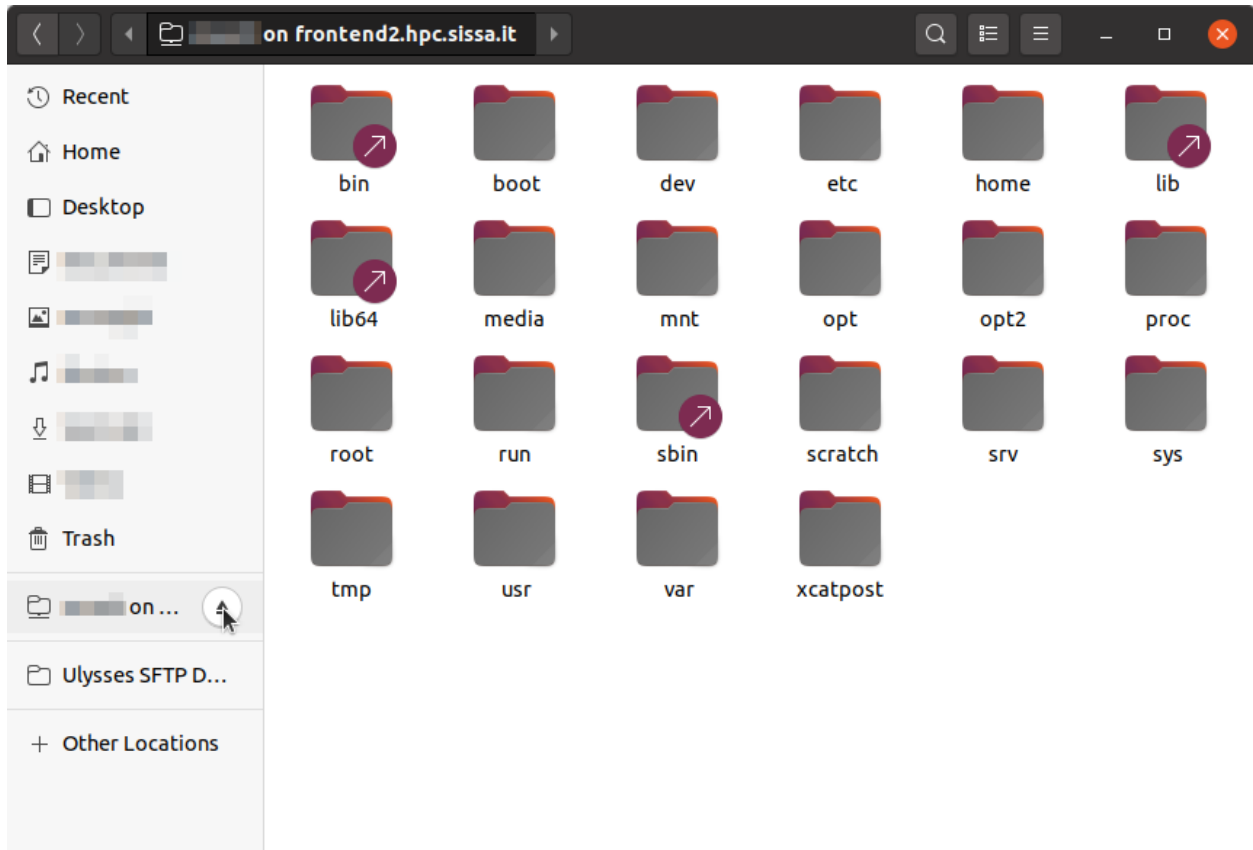 on frontend2.hpc.sissa.it
Recent
Home
Desktop
Trash
on ...
Ulysses SFTP D...
Other Locations
bin boot dev etc home lib
lib64 media mnt opt opt2 proc
root run sbin scratch srv sys
tmp usr var xcatpost